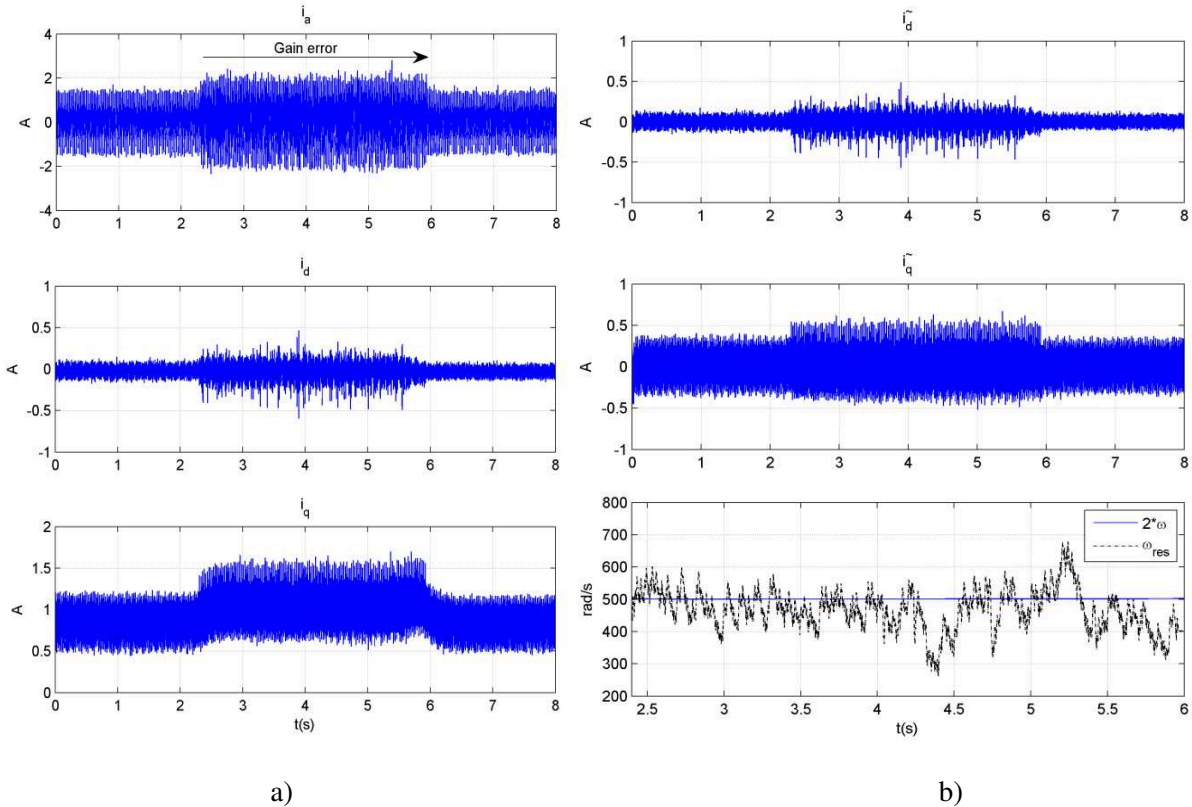 i_a
Gain error
4
2
0
-2
-4
A
0 1 2 3 4 5 6 7 8
i_d
1
0.5
0
-0.5
-1
A
0 1 2 3 4 5 6 7 8
i_q
2
1.5
1
0.5
0
A
0 1 2 3 4 5 6 7 8
t(s)
a)
i_d~
1
0.5
0
-0.5
-1
A
0 1 2 3 4 5 6 7 8
i_q~
1
0.5
0
-0.5
-1
A
0 1 2 3 4 5 6 7 8
800
700
600
500
400
300
200
rad/s
2*ω
ω_res
2.5 3 3.5 4 4.5 5 5.5 6
t(s)
b)